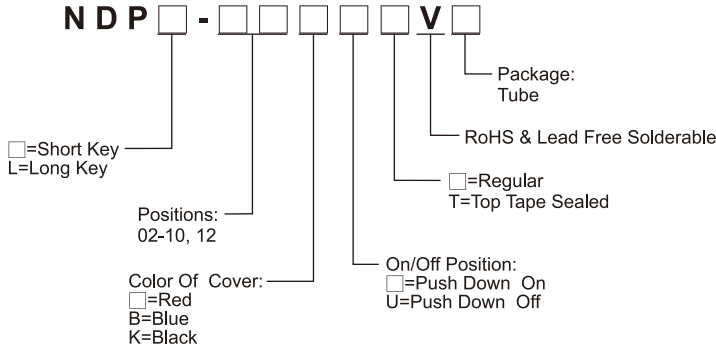 NDP□-□□□□□V□
Package:
Tube
RoHS & Lead Free Solderable
□=Short Key
L=Long Key
□=Regular
T=Top Tape Sealed
Positions:
02-10, 12
On/Off Position:
□=Push Down On
U=Push Down Off
Color Of Cover:
□=Red
B=Blue
K=Black